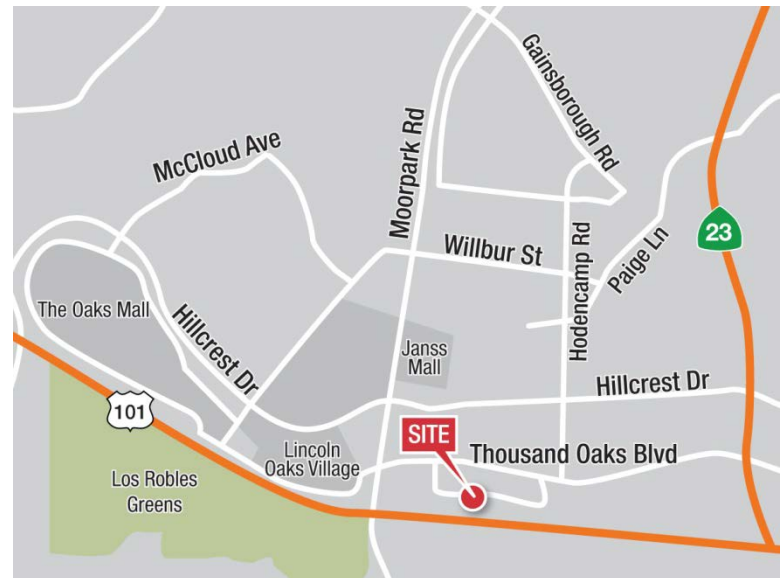 Gainsborough Rd
McCloud Ave
Moorpark Rd
Willbur St
23
Paige Ln
Hodencamp Rd
The Oaks Mall
Hillcrest Dr
Janss
Mall
Hillcrest Dr
101
SITE
Lincoln
Oaks Village
Thousand Oaks Blvd
Los Robles
Greens